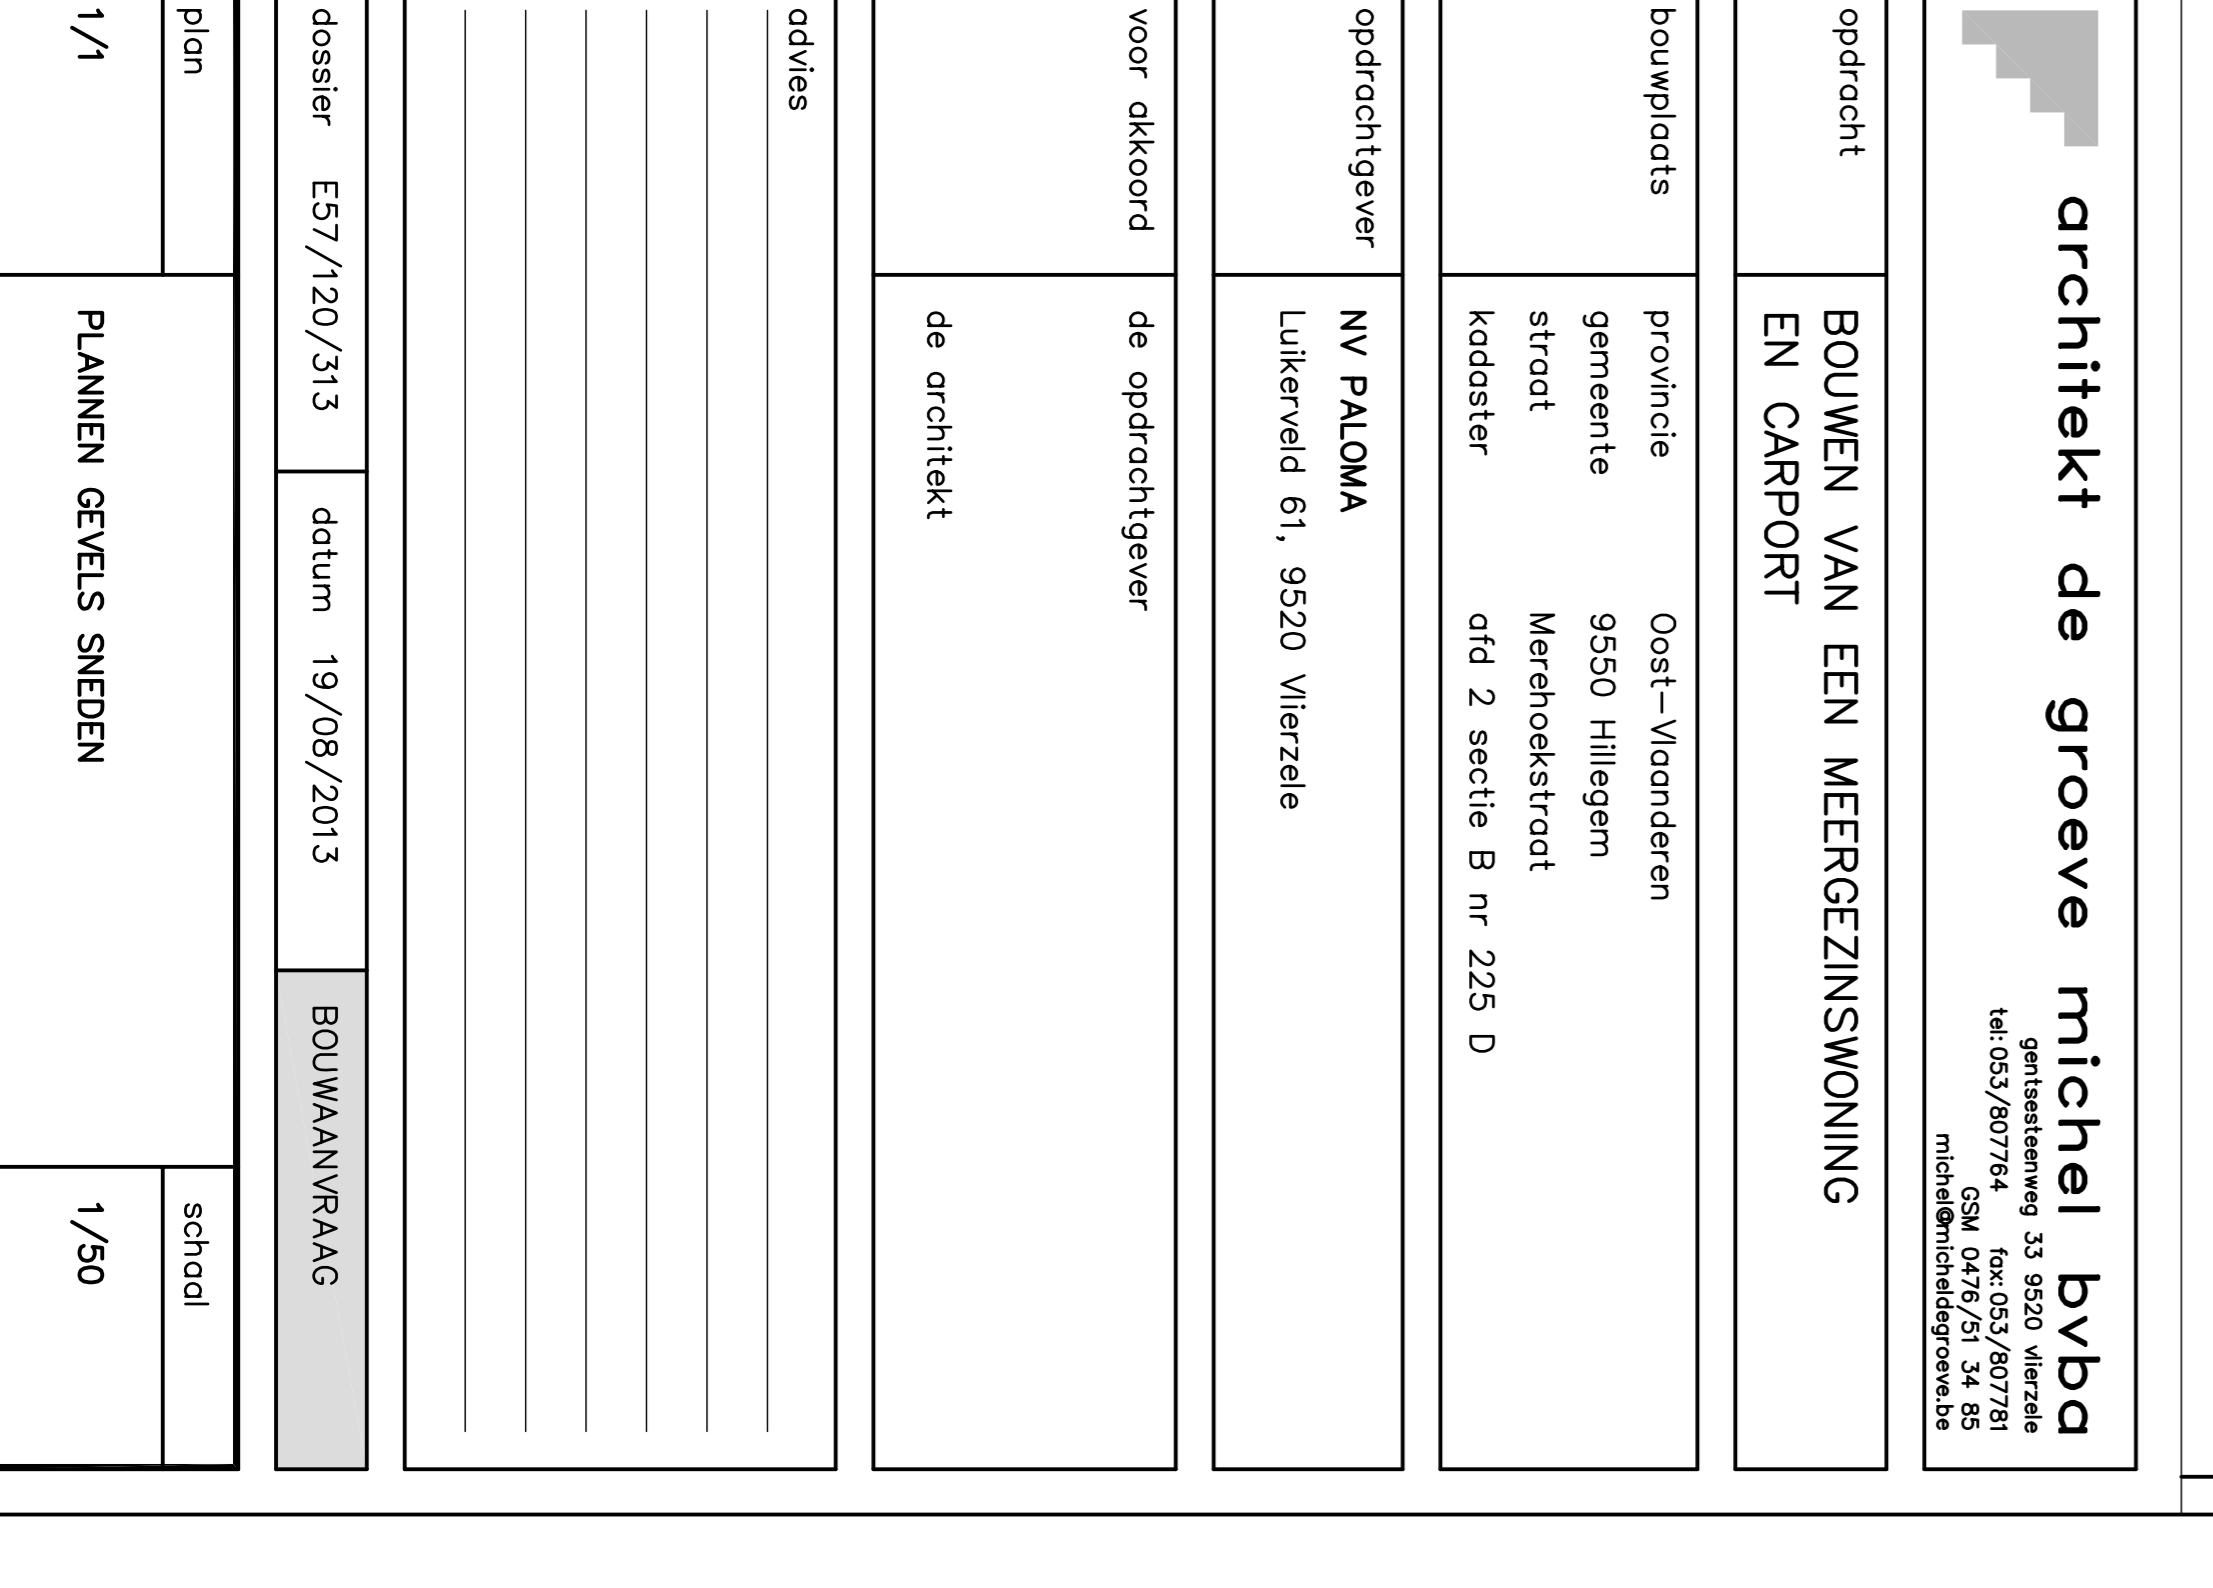 architekt de groeve michel bvba
gentsesteenweg 33 9520 vlierzele
tel:053/807764 fax:053/807781
GSM 0476/51 34 85
michel@micheldegroeve.be
opdracht BOUWEN VAN EEN MEERGEZINSWONING
EN CARPORT
bouwplaats provincie Oost-Vlaanderen
gemeente 9550 Hillegem
straat Merehoekstraat
kadaster afd 2 sectie B nr 225 D
opdrachtgever NV PALOMA
Luikerveld 61, 9520 Vlierzele
voor akkoord de opdrachtgever
de architekt
advies
dossier E57/120/313 datum 19/08/2013 BOUWAANVRAAG
plan schaal
1/1 PLANNEN GEVELS SNEDEN 1/50